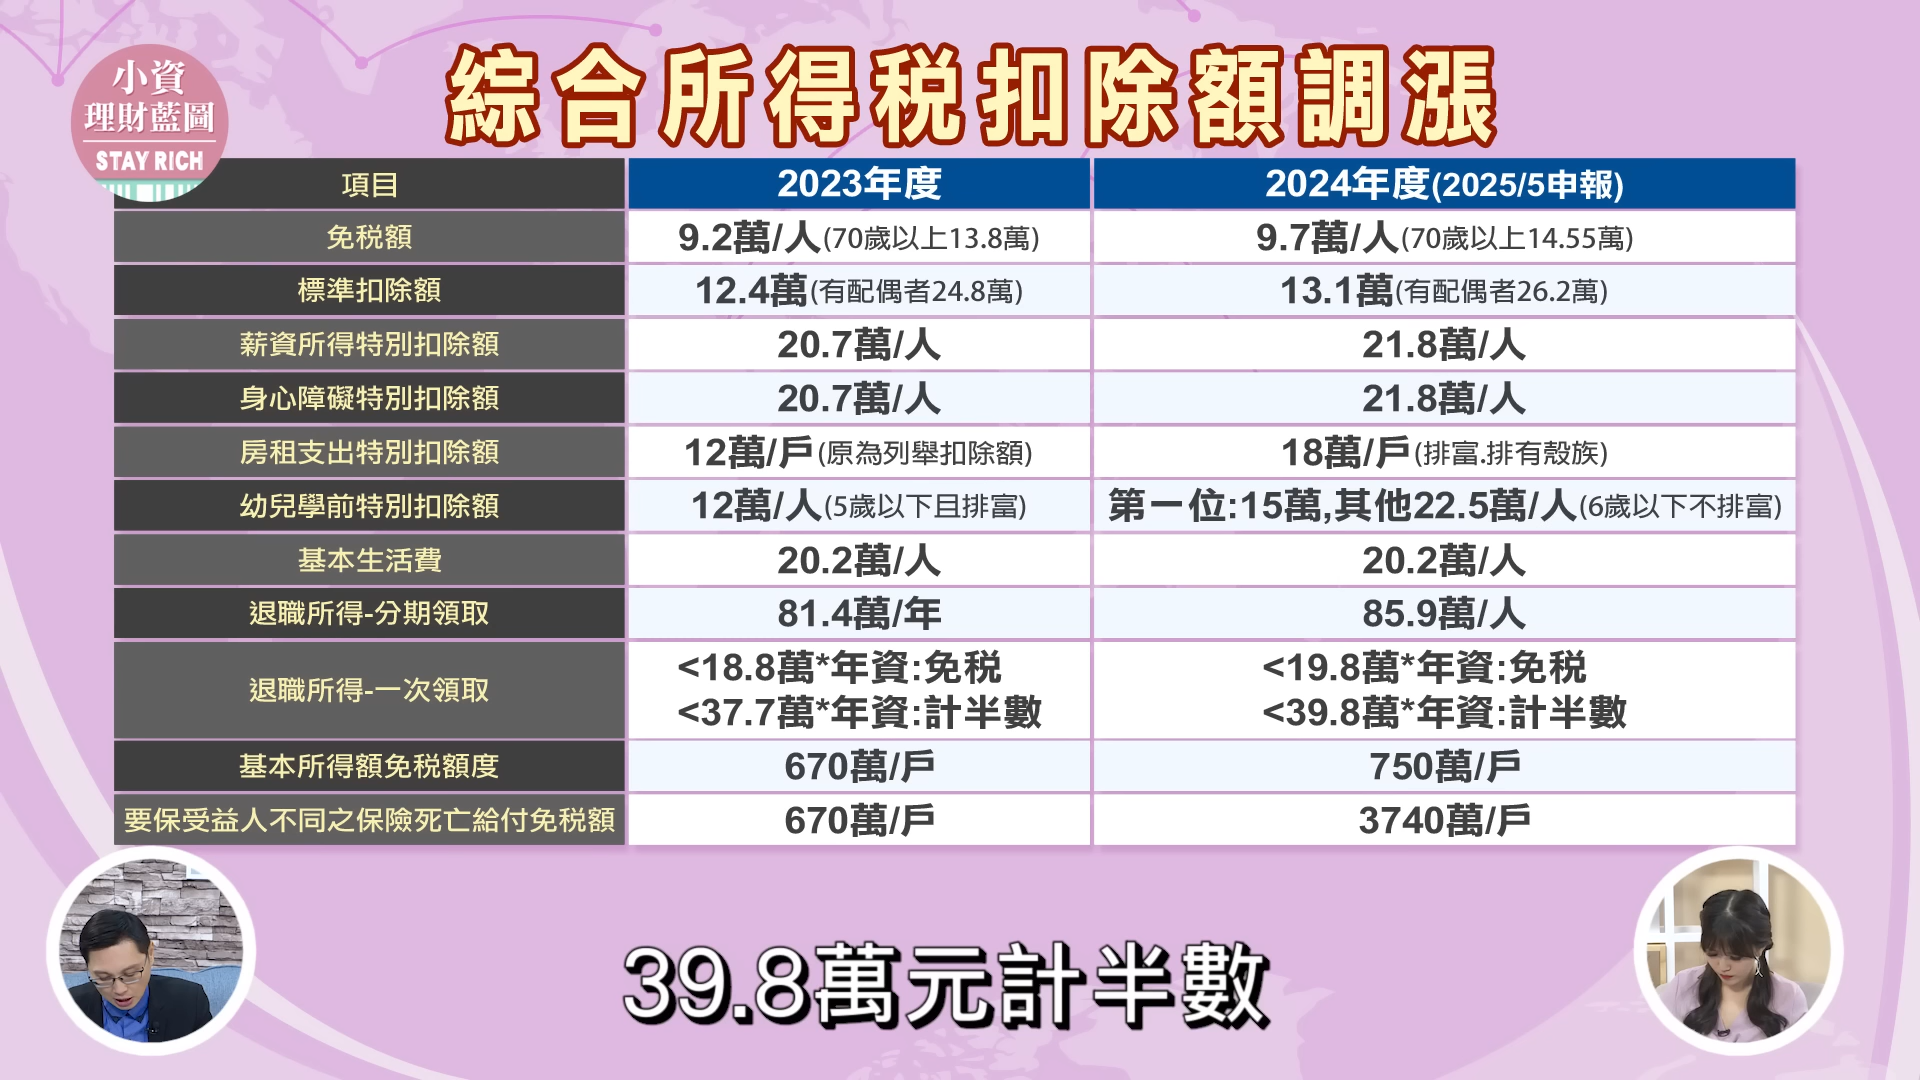 小資
理財藍圖
STAY RICH
綜合所得稅扣除額調漲
項目 2023年度 2024年度(2025/5申報)
免稅額 9.2萬/人(70歲以上13.8萬) 9.7萬/人(70歲以上14.55萬)
標準扣除額 12.4萬(有配偶者24.8萬) 13.1萬(有配偶者26.2萬)
薪資所得特別扣除額 20.7萬/人 21.8萬/人
身心障礙特別扣除額 20.7萬/人 21.8萬/人
房租支出特別扣除額 12萬/戶(原為列舉扣除額) 18萬/戶(排富.排有殼族)
幼兒學前特別扣除額 12萬/人(5歲以下且排富) 第一位:15萬,其他22.5萬/人(6歲以下不排富)
基本生活費 20.2萬/人 20.2萬/人
退職所得-分期領取 81.4萬/年 85.9萬/人
退職所得-一次領取 <18.8萬*年資:免稅 <19.8萬*年資:免稅
<37.7萬*年資:計半數 <39.8萬*年資:計半數
基本所得額免稅額度 670萬/戶 750萬/戶
要保受益人不同之保險死亡給付免稅額 670萬/戶 3740萬/戶
39.8萬元計半數